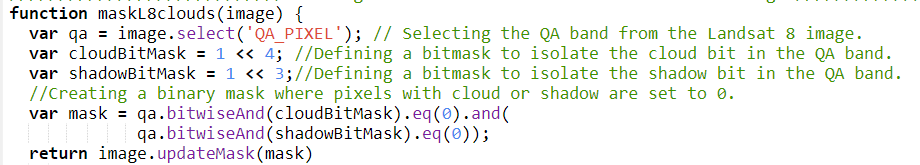 function maskL8clouds(image) {
  var qa = image.select('QA_PIXEL'); // Selecting the QA band from the Landsat 8 image.
  var cloudBitMask = 1 << 4; //Defining a bitmask to isolate the cloud bit in the QA band.
  var shadowBitMask = 1 << 3;//Defining a bitmask to isolate the shadow bit in the QA band.
  //Creating a binary mask where pixels with cloud or shadow are set to 0.
  var mask = qa.bitwiseAnd(cloudBitMask).eq(0).and(
             qa.bitwiseAnd(shadowBitMask).eq(0));
  return image.updateMask(mask)